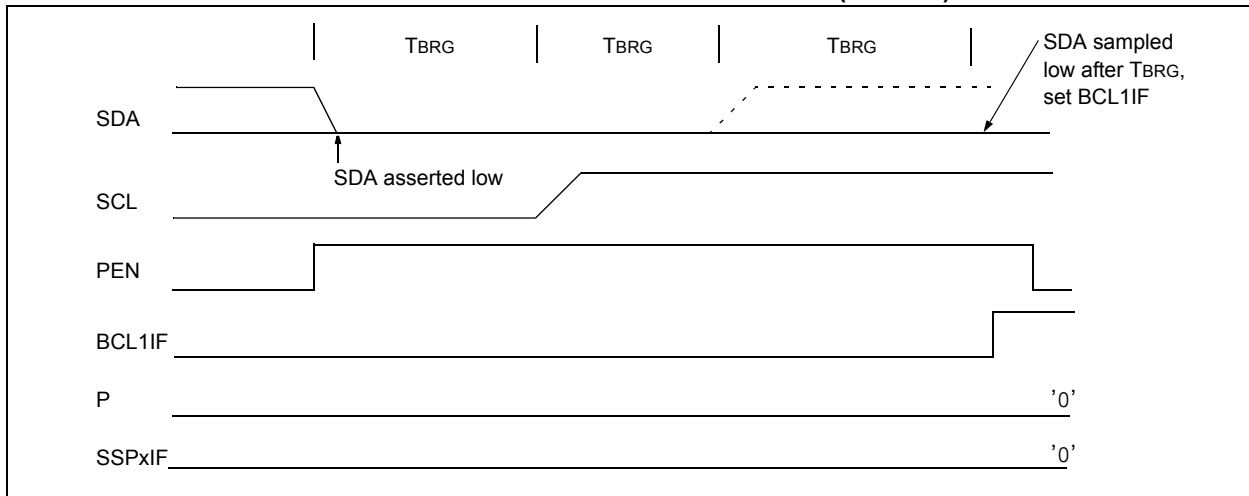 TBRG TBRG TBRG
SDA sampled
low after TBRG,
set BCL1IF
SDA
SDA asserted low
SCL
PEN
BCL1IF
P '0'
SSPxIF '0'